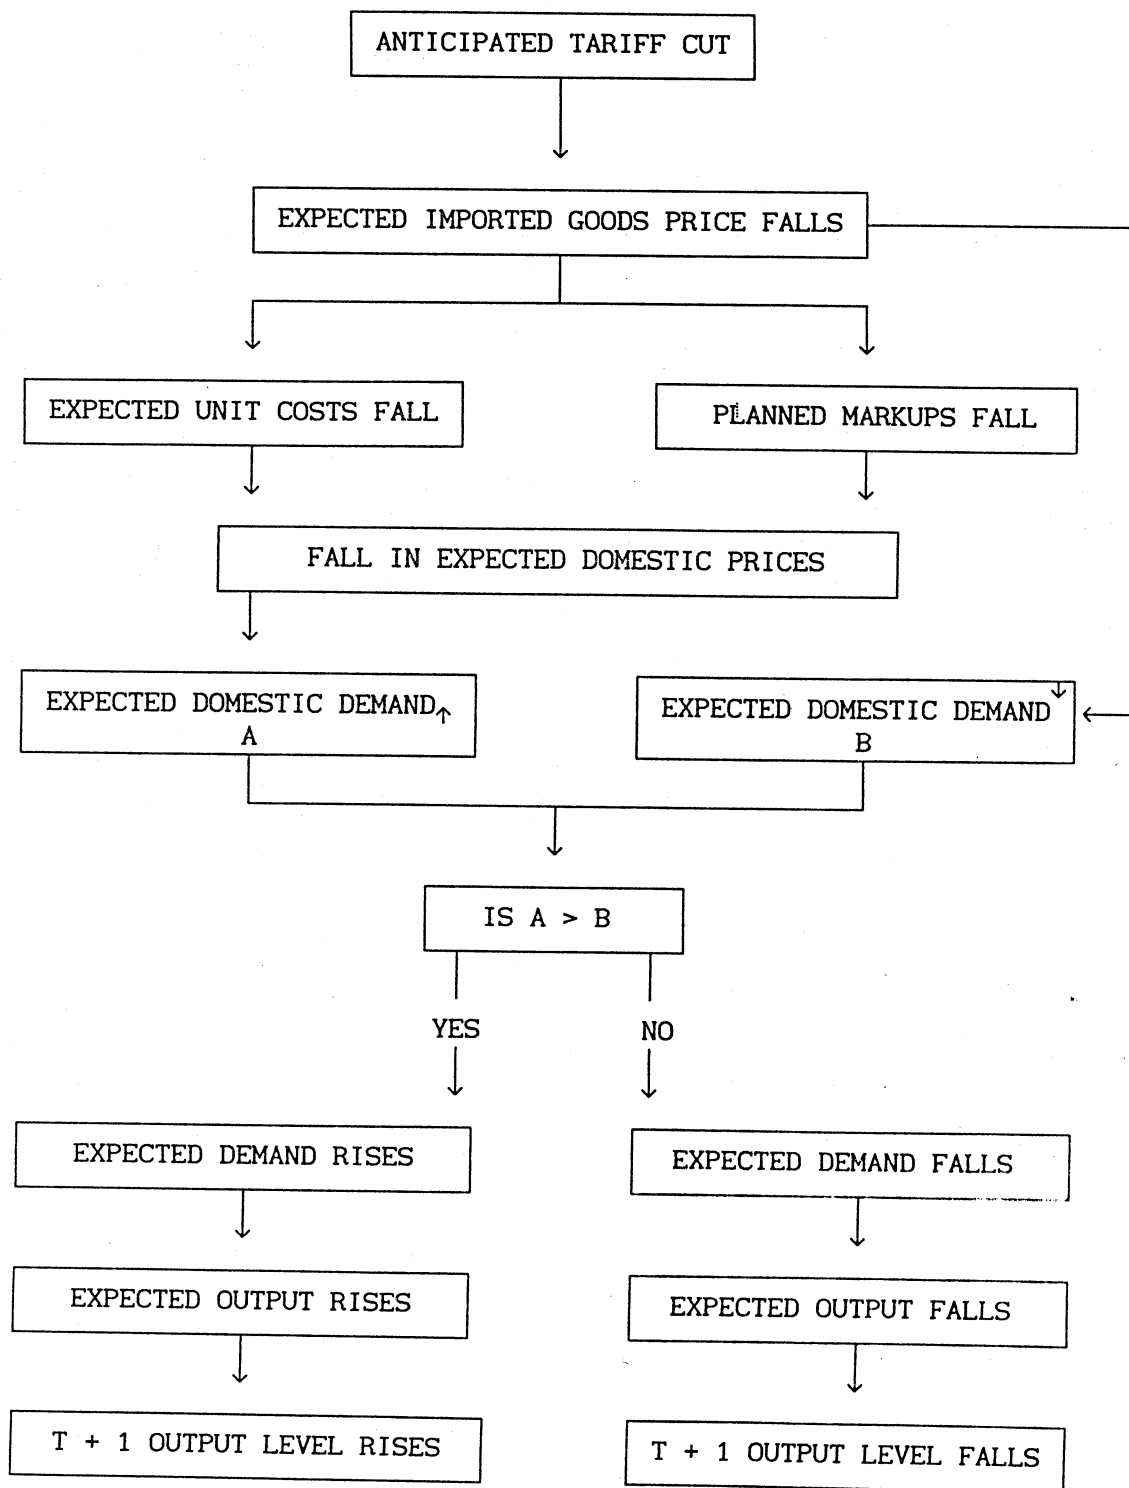 ANTICIPATED TARIFF CUT
EXPECTED IMPORTED GOODS PRICE FALLS
EXPECTED UNIT COSTS FALL
PLANNED MARKUPS FALL
FALL IN EXPECTED DOMESTIC PRICES
EXPECTED DOMESTIC DEMAND↑
A
EXPECTED DOMESTIC DEMAND↓
B
IS A > B
YES
NO
EXPECTED DEMAND RISES
EXPECTED DEMAND FALLS
EXPECTED OUTPUT RISES
EXPECTED OUTPUT FALLS
T + 1 OUTPUT LEVEL RISES
T + 1 OUTPUT LEVEL FALLS